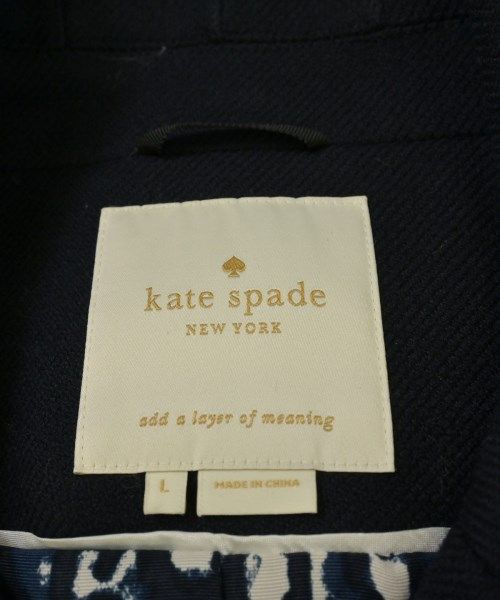 kate spade
NEW YORK
add a layer of meaning
L
MADE IN CHINA